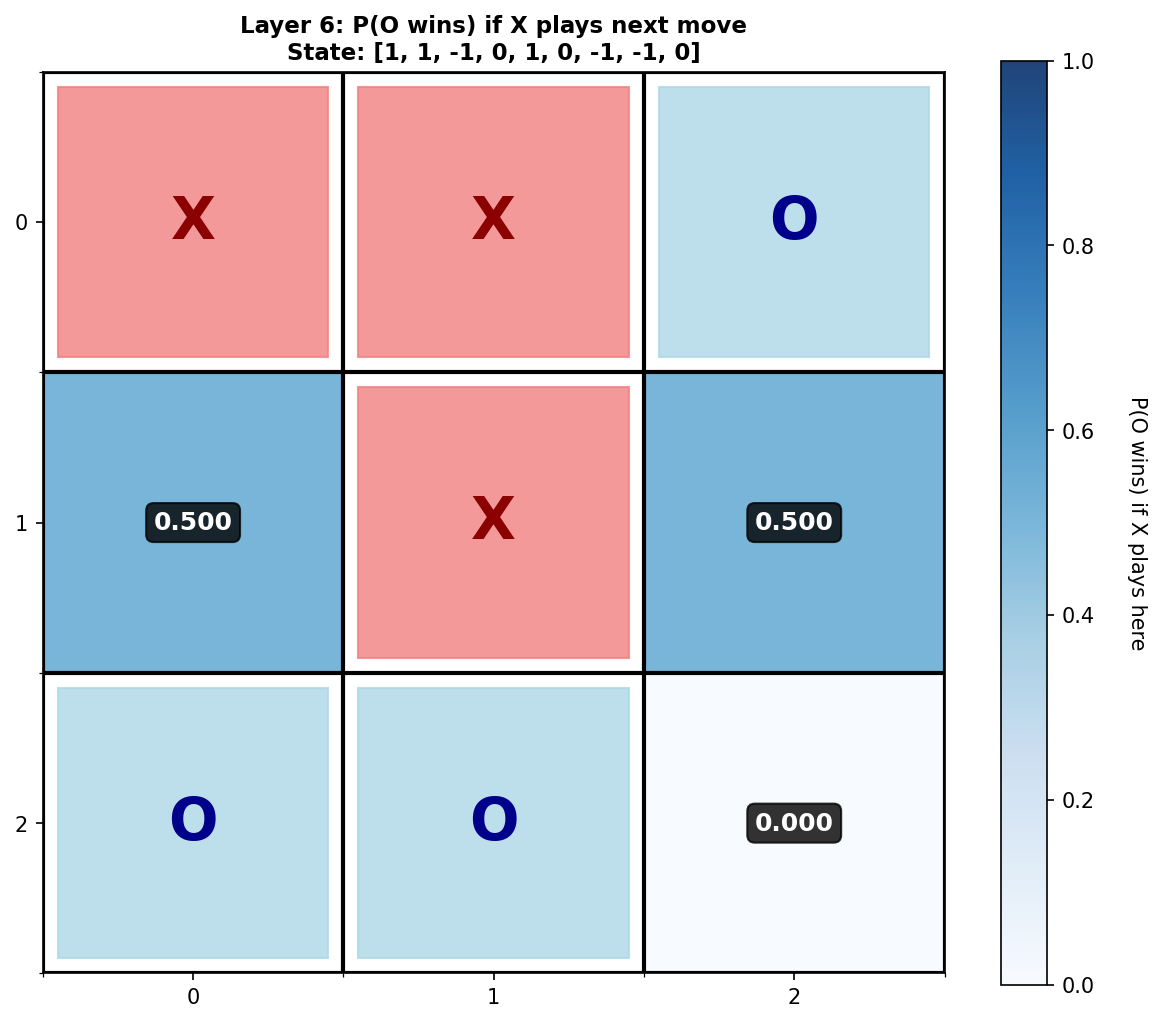 Layer 6: P(O wins) if X plays next move
State: [1, 1, -1, 0, 1, 0, -1, -1, 0]
X X O
0.500 X 0.500
O O 0.000
0
1
2
0 1 2
1.0
0.8
0.6
0.4
0.2
0.0
P(O wins) if X plays here